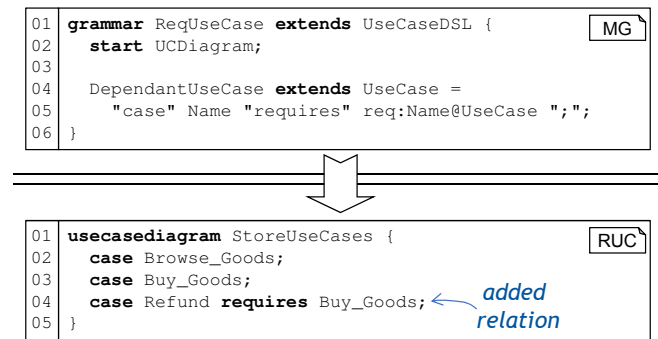 01 grammar ReqUseCase extends UseCaseDSL {
MG
02   start UCDiagram;
03
04   DependantUseCase extends UseCase =
05     "case" Name "requires" req:Name@UseCase ";";
06 }
01 usecasediagram StoreUseCases {
RUC
02   case Browse_Goods;
03   case Buy_Goods;
04   case Refund requires Buy_Goods;
added
relation
05 }